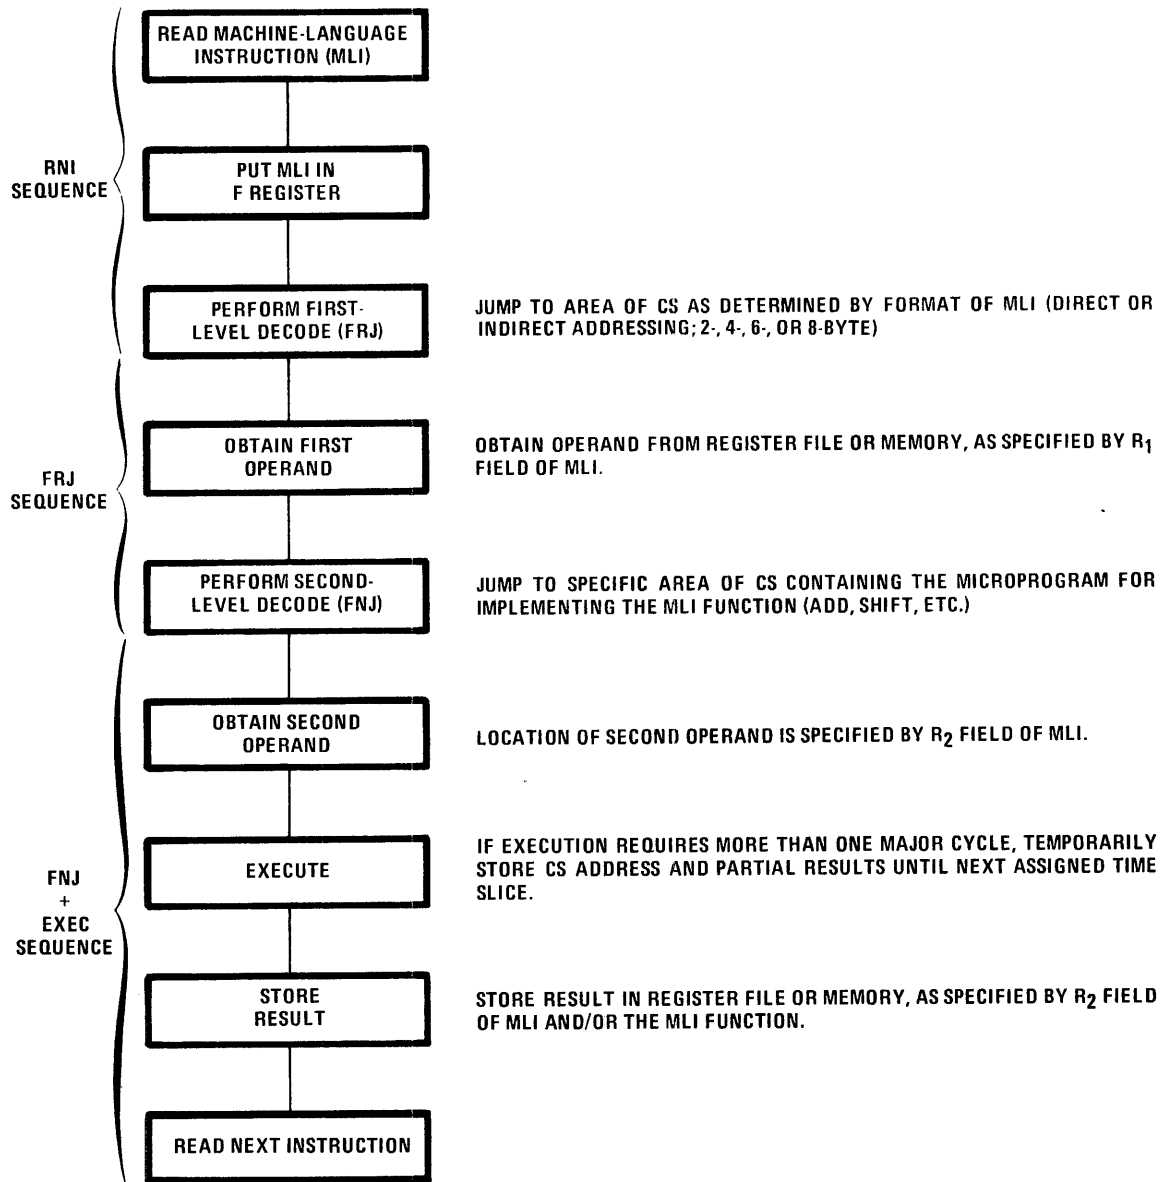 READ MACHINE-LANGUAGE
INSTRUCTION (MLI)
RNI
SEQUENCE
PUT MLI IN
F REGISTER
PERFORM FIRST-
LEVEL DECODE (FRJ)
JUMP TO AREA OF CS AS DETERMINED BY FORMAT OF MLI (DIRECT OR
INDIRECT ADDRESSING; 2-, 4-, 6-, OR 8-BYTE)
FRJ
SEQUENCE
OBTAIN FIRST
OPERAND
OBTAIN OPERAND FROM REGISTER FILE OR MEMORY, AS SPECIFIED BY R1
FIELD OF MLI.
PERFORM SECOND-
LEVEL DECODE (FNJ)
JUMP TO SPECIFIC AREA OF CS CONTAINING THE MICROPROGRAM FOR
IMPLEMENTING THE MLI FUNCTION (ADD, SHIFT, ETC.)
OBTAIN SECOND
OPERAND
LOCATION OF SECOND OPERAND IS SPECIFIED BY R2 FIELD OF MLI.
FNJ
+
EXEC
SEQUENCE
EXECUTE
IF EXECUTION REQUIRES MORE THAN ONE MAJOR CYCLE, TEMPORARILY
STORE CS ADDRESS AND PARTIAL RESULTS UNTIL NEXT ASSIGNED TIME
SLICE.
STORE
RESULT
STORE RESULT IN REGISTER FILE OR MEMORY, AS SPECIFIED BY R2 FIELD
OF MLI AND/OR THE MLI FUNCTION.
READ NEXT INSTRUCTION